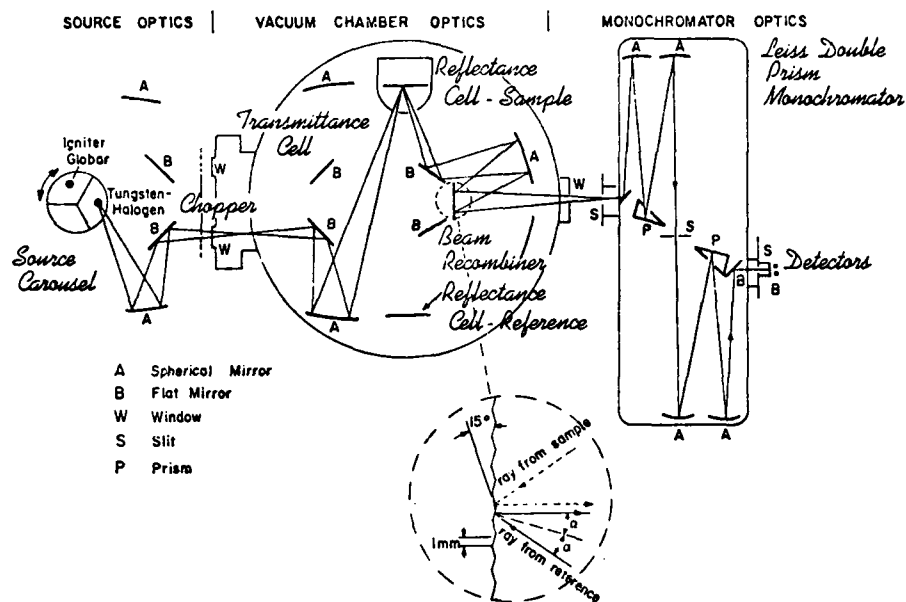 SOURCE OPTICS
VACUUM CHAMBER OPTICS
MONOCHROMATOR OPTICS
A
B
Igniter
Globar
Tungsten-
Halogen
Source
Carousel
B
A
Chopper
W
W
A
Transmittance
Cell
B
B
A
Reflectance
Cell-Sample
B
A
B
Beam
Recombiner
Reflectance
Cell-Reference
W
S
A
A
Leiss Double
Prism
Monochromator
P
S
P
S
B
B
Detectors
A
A
A Spherical Mirror
B Flat Mirror
W Window
S Slit
P Prism
15°
ray from sample
α
α
ray from reference
1mm